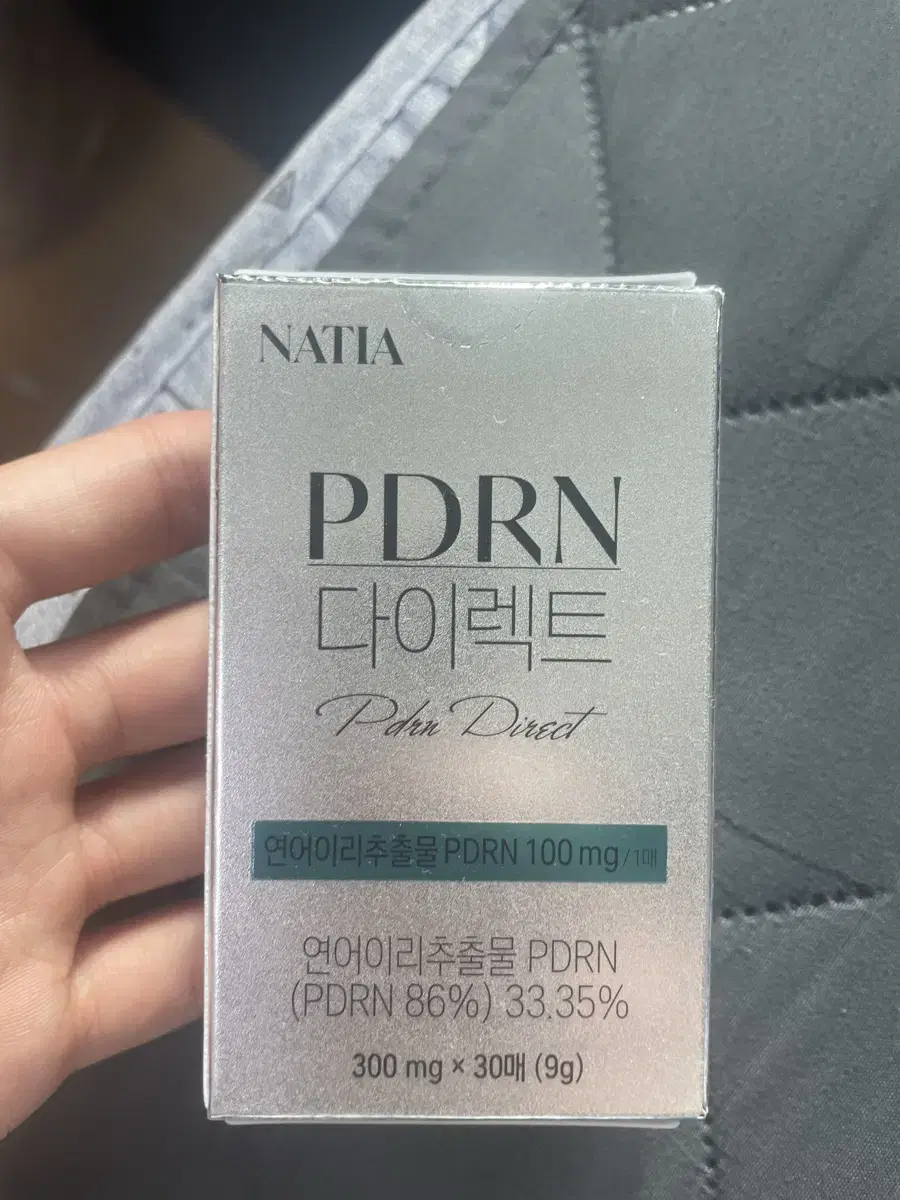 NATIA
PDRN
다이렉트
Pdrn Direct
연어이리추출물 PDRN 100 mg / 1매
연어이리추출물 PDRN
(PDRN 86%) 33.35%
300 mg × 30매 (9g)